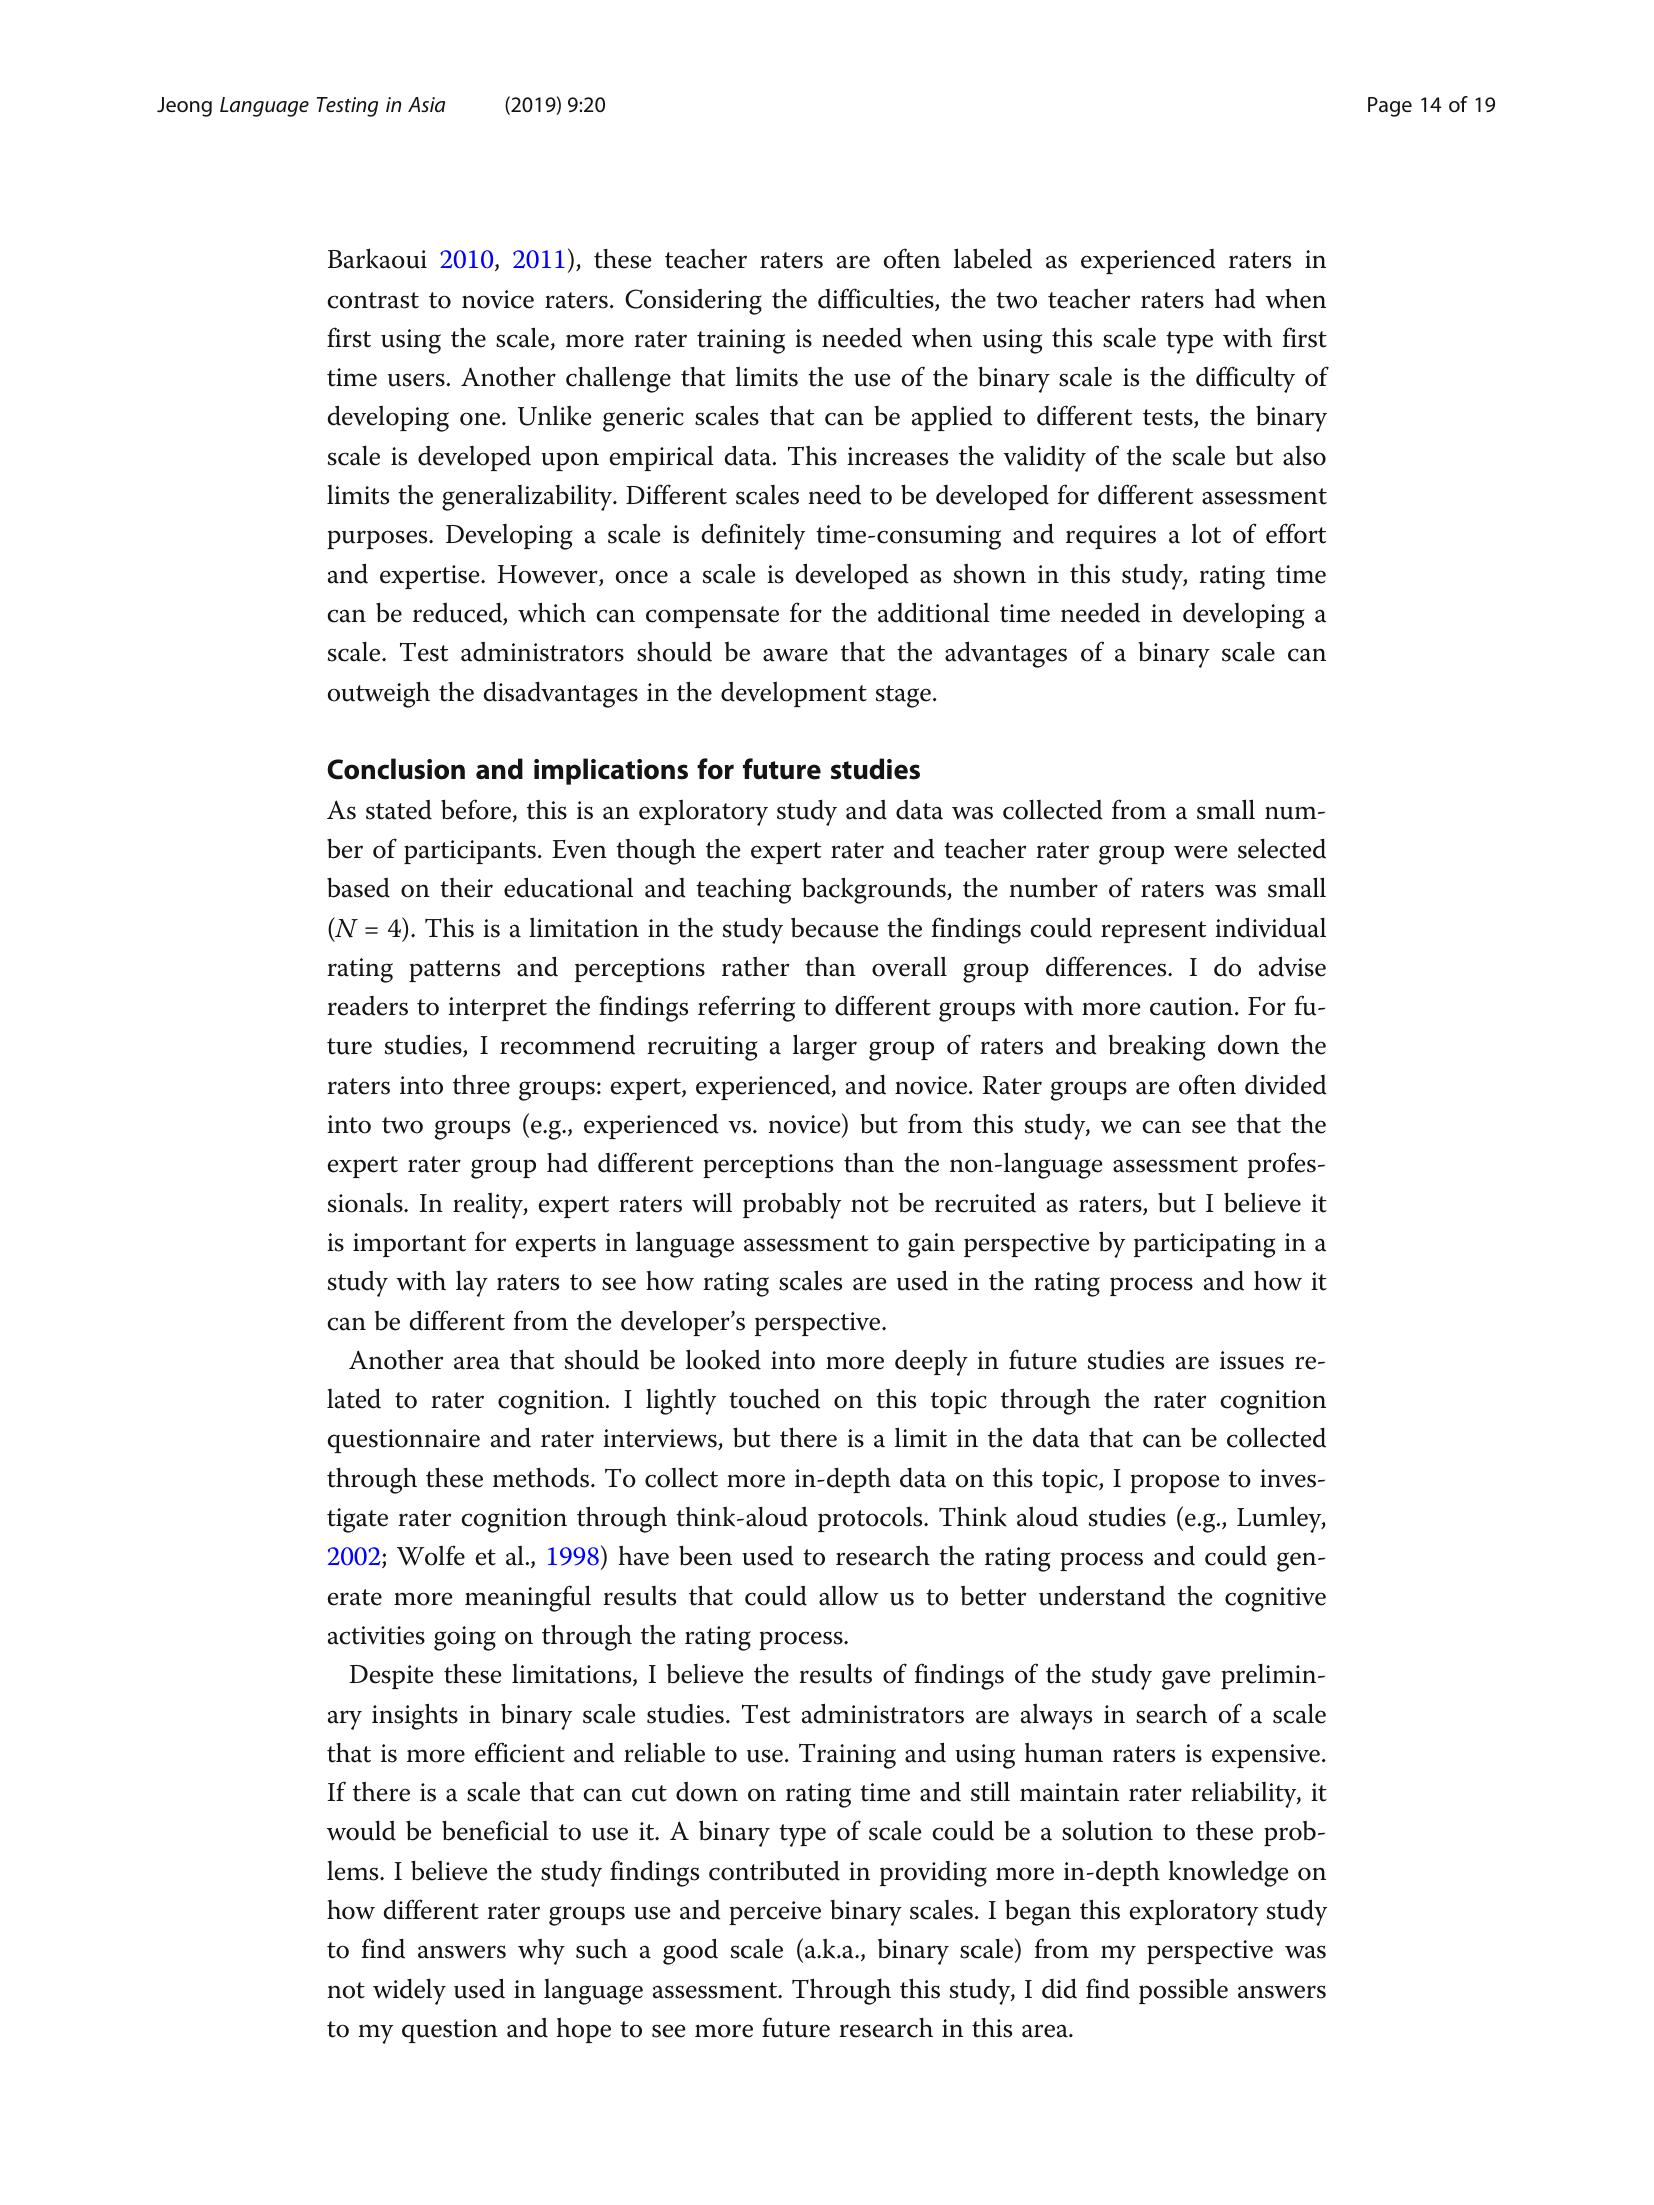 Jeong Language Testing in Asia (2019) 9:20 Page 14 of 19
Barkaoui 2010, 2011), these teacher raters are often labeled as experienced raters in
contrast to novice raters. Considering the difficulties, the two teacher raters had when
first using the scale, more rater training is needed when using this scale type with first
time users. Another challenge that limits the use of the binary scale is the difficulty of
developing one. Unlike generic scales that can be applied to different tests, the binary
scale is developed upon empirical data. This increases the validity of the scale but also
limits the generalizability. Different scales need to be developed for different assessment
purposes. Developing a scale is definitely time-consuming and requires a lot of effort
and expertise. However, once a scale is developed as shown in this study, rating time
can be reduced, which can compensate for the additional time needed in developing a
scale. Test administrators should be aware that the advantages of a binary scale can
outweigh the disadvantages in the development stage.
Conclusion and implications for future studies
As stated before, this is an exploratory study and data was collected from a small num-
ber of participants. Even though the expert rater and teacher rater group were selected
based on their educational and teaching backgrounds, the number of raters was small
(N = 4). This is a limitation in the study because the findings could represent individual
rating patterns and perceptions rather than overall group differences. I do advise
readers to interpret the findings referring to different groups with more caution. For fu-
ture studies, I recommend recruiting a larger group of raters and breaking down the
raters into three groups: expert, experienced, and novice. Rater groups are often divided
into two groups (e.g., experienced vs. novice) but from this study, we can see that the
expert rater group had different perceptions than the non-language assessment profes-
sionals. In reality, expert raters will probably not be recruited as raters, but I believe it
is important for experts in language assessment to gain perspective by participating in a
study with lay raters to see how rating scales are used in the rating process and how it
can be different from the developer's perspective.
Another area that should be looked into more deeply in future studies are issues re-
lated to rater cognition. I lightly touched on this topic through the rater cognition
questionnaire and rater interviews, but there is a limit in the data that can be collected
through these methods. To collect more in-depth data on this topic, I propose to inves-
tigate rater cognition through think-aloud protocols. Think aloud studies (e.g., Lumley,
2002; Wolfe et al., 1998) have been used to research the rating process and could gen-
erate more meaningful results that could allow us to better understand the cognitive
activities going on through the rating process.
Despite these limitations, I believe the results of findings of the study gave prelimin-
ary insights in binary scale studies. Test administrators are always in search of a scale
that is more efficient and reliable to use. Training and using human raters is expensive.
If there is a scale that can cut down on rating time and still maintain rater reliability, it
would be beneficial to use it. A binary type of scale could be a solution to these prob-
lems. I believe the study findings contributed in providing more in-depth knowledge on
how different rater groups use and perceive binary scales. I began this exploratory study
to find answers why such a good scale (a.k.a., binary scale) from my perspective was
not widely used in language assessment. Through this study, I did find possible answers
to my question and hope to see more future research in this area.